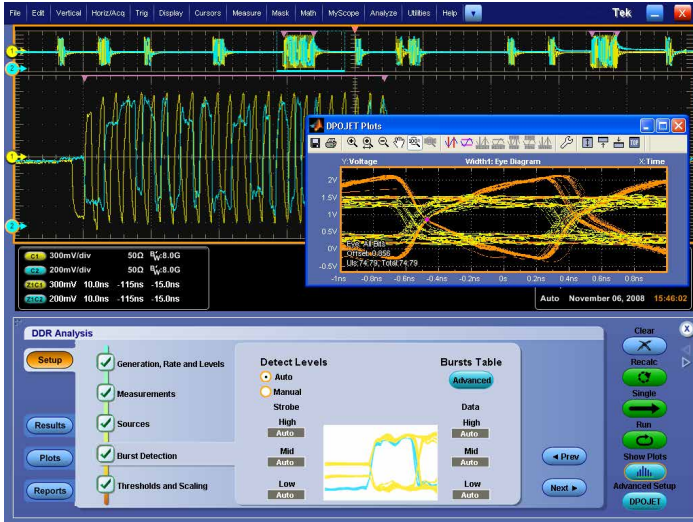 File Edit Vertical Horiz/Acq Trig Display Cursors Measure Mask Math MyScope Analyze Utilities Help Tek
1
2
DPOJET Plots
Y:Voltage Width1: Eye Diagram X:Time
2V
1.5V
1V
0.5V
0V
-0.5V
Eye: All Bits
Offset: 0.856
UIs:74.79, Total:74.79
-1ns -0.8ns -0.6ns -0.4ns -0.2ns 0s 0.2ns 0.4ns 0.6ns 0.8ns
1
2
C1 300mV/div 50Ω BW:8.0G
C2 200mV/div 50Ω BW:8.0G
Z1C1 300mV 10.0ns -115ns -15.0ns
Z1C2 200mV 10.0ns -115ns -15.0ns
Auto November 06, 2008 15:46:02
DDR Analysis
Setup
Results
Plots
Reports
Generation, Rate and Levels
Measurements
Sources
Burst Detection
Thresholds and Scaling
Detect Levels
Auto
Manual
Strobe
High
Auto
Mid
Auto
Low
Auto
Bursts Table
Advanced
Data
High
Auto
Mid
Auto
Low
Auto
Prev
Next
Clear
X
Recalc
Single
Run
Show Plots
Advanced Setup
DPOJET